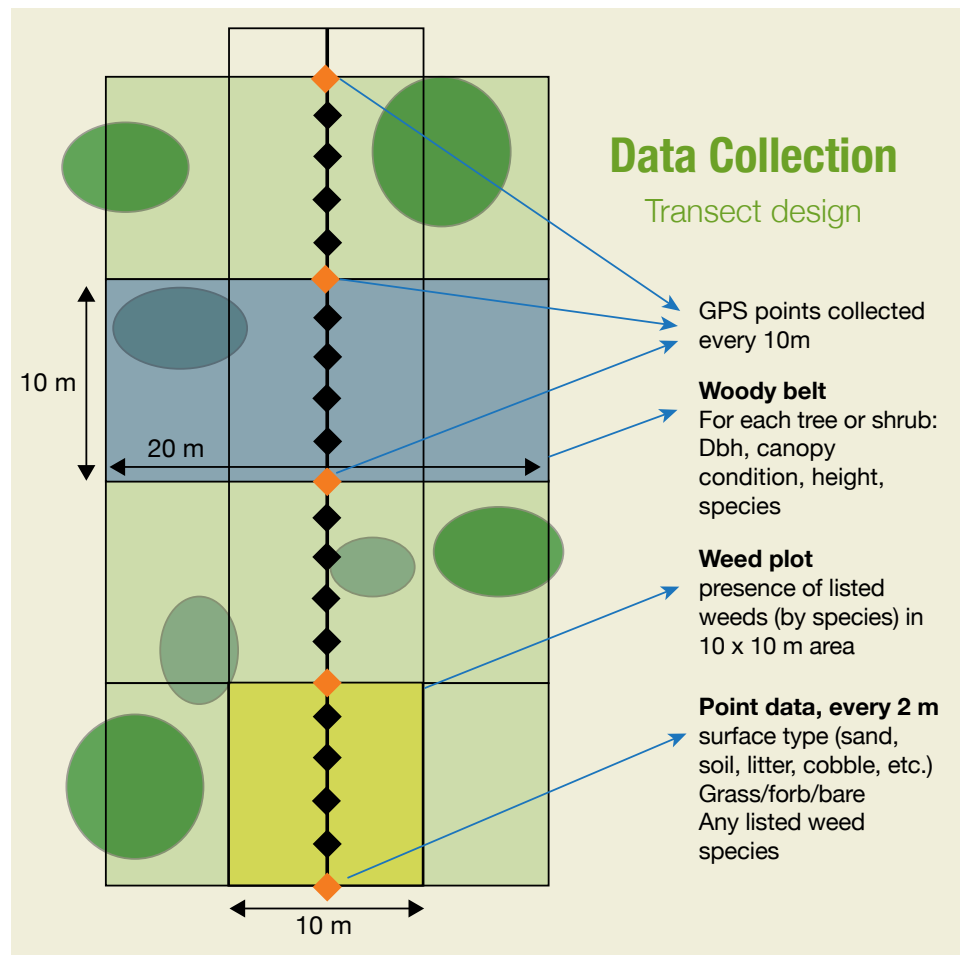 Data Collection
Transect design
GPS points collected
every 10m
10 m
20 m
Woody belt
For each tree or shrub:
Dbh, canopy
condition, height,
species
Weed plot
presence of listed
weeds (by species) in
10 x 10 m area
Point data, every 2 m
surface type (sand,
soil, litter, cobble, etc.)
Grass/forb/bare
Any listed weed
species
10 m